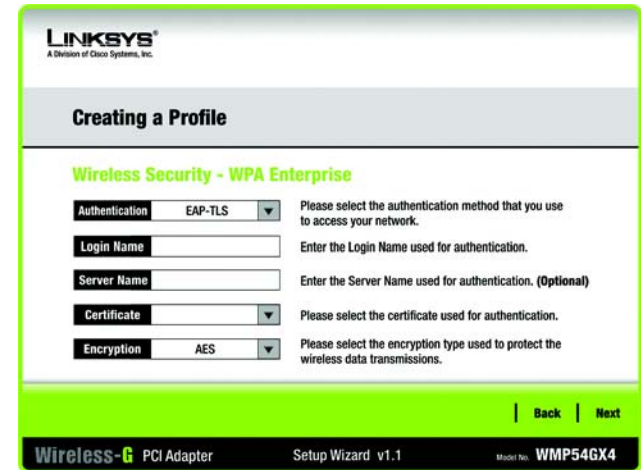 LINKSYS®
A Division of Cisco Systems, Inc.
Creating a Profile
Wireless Security - WPA Enterprise
Authentication EAP-TLS Please select the authentication method that you use
to access your network.
Login Name Enter the Login Name used for authentication.
Server Name Enter the Server Name used for authentication. (Optional)
Certificate Please select the certificate used for authentication.
Encryption AES Please select the encryption type used to protect the
wireless data transmissions.
Back Next
Wireless-G PCI Adapter Setup Wizard v1.1 Model No. WMP54GX4